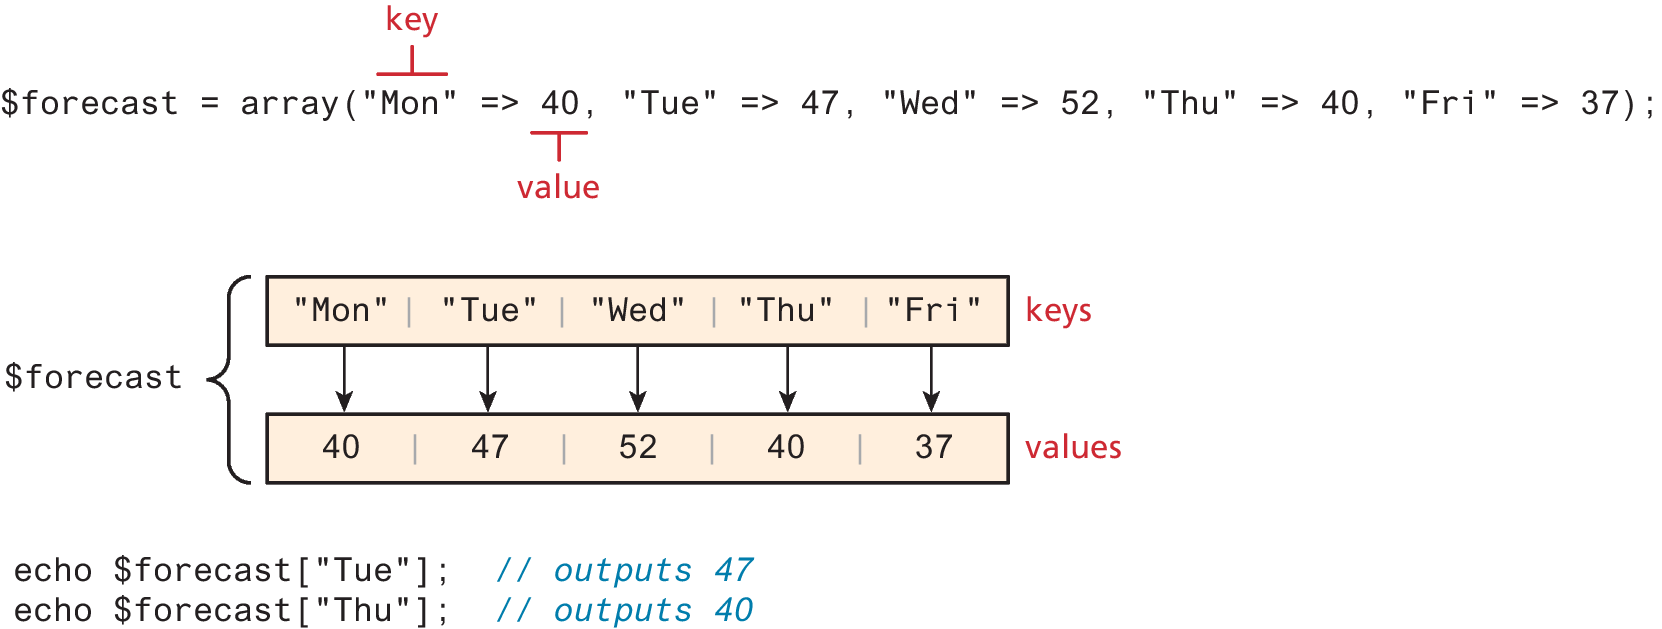 key
$forecast = array("Mon" => 40, "Tue" => 47, "Wed" => 52, "Thu" => 40, "Fri" => 37);
value
"Mon" | "Tue" | "Wed" | "Thu" | "Fri" keys
$forecast
40 | 47 | 52 | 40 | 37 values
echo $forecast["Tue"]; // outputs 47
echo $forecast["Thu"]; // outputs 40